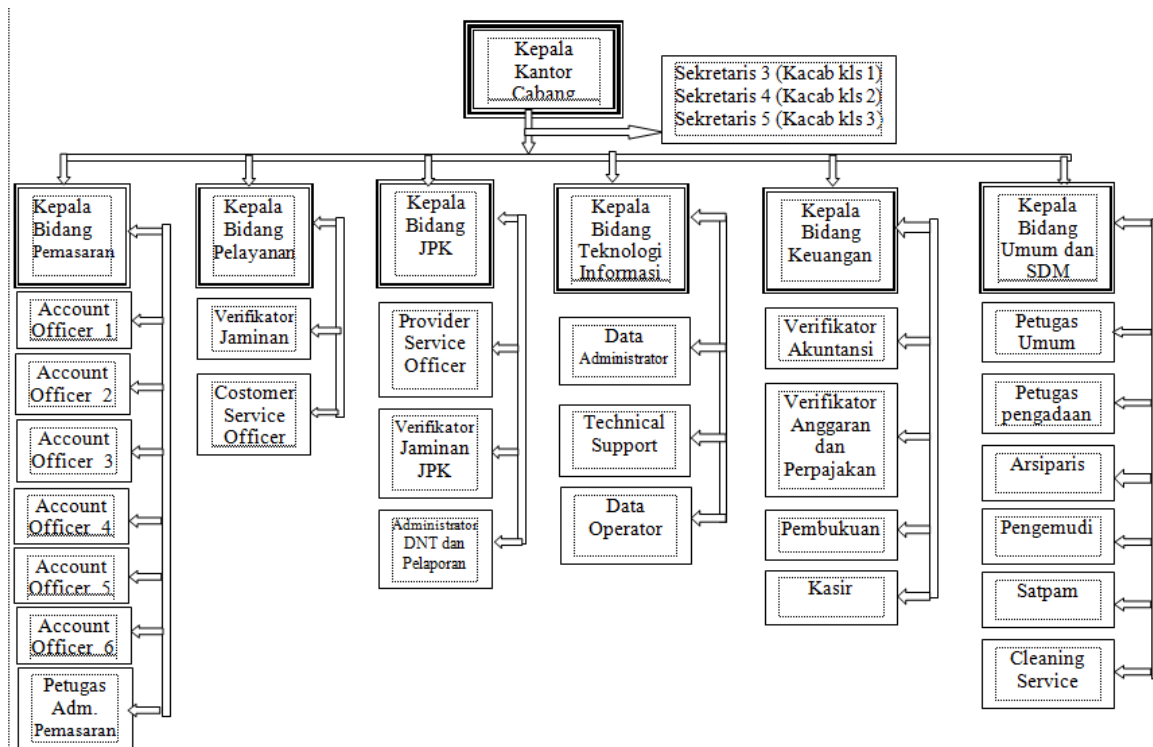 Kepala
Kantor
Cabang
Sekretaris 3 (Kacab kls 1)
Sekretaris 4 (Kacab kls 2)
Sekretaris 5 (Kacab kls 3)
Kepala
Bidang
Pemasaran
Account
Officer 1
Account
Officer 2
Account
Officer 3
Account
Officer 4
Account
Officer 5
Account
Officer 6
Petugas
Adm.
Pemasaran
Kepala
Bidang
Pelayanan
Verifikator
Jaminan
Costomer
Service
Officer
Kepala
Bidang
JPK
Provider
Service
Officer
Verifikator
Jaminan
JPK
Administrator
DNT dan
Pelaporan
Kepala
Bidang
Teknologi
Informasi
Data
Administrator
Technical
Support
Data
Operator
Kepala
Bidang
Keuangan
Verifikator
Akuntansi
Verifikator
Anggaran
dan
Perpajakan
Pembukuan
Kasir
Kepala
Bidang
Umum dan
SDM
Petugas
Umum
Petugas
pengadaan
Arsiparis
Pengemudi
Satpam
Cleaning
Service